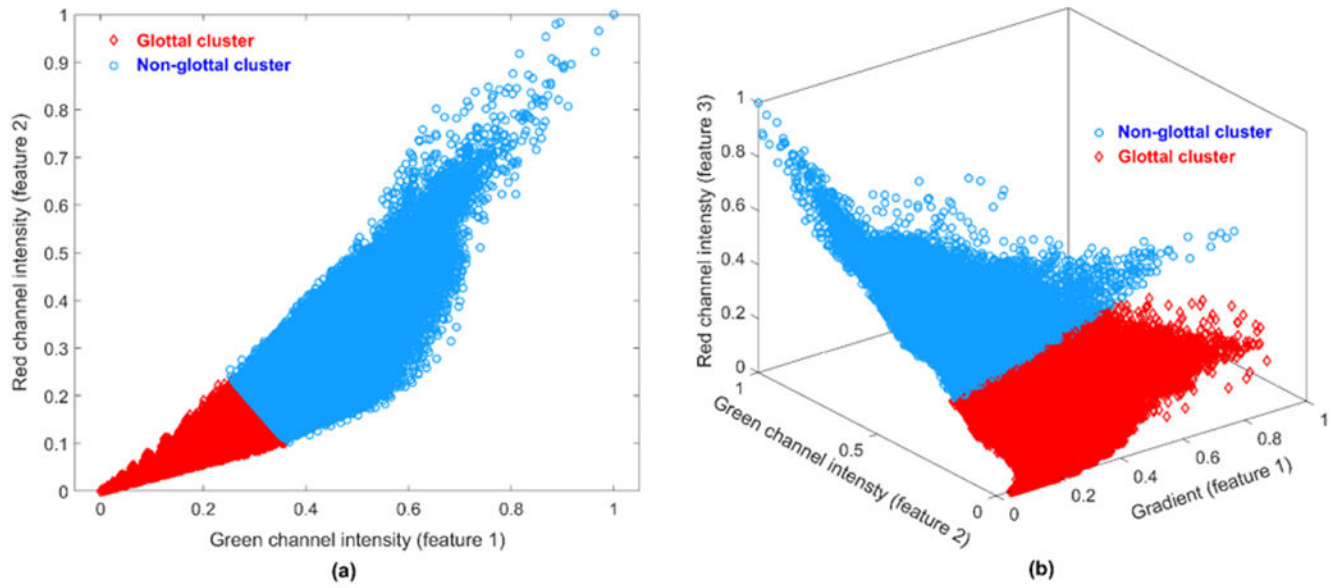 1
0.9
0.8
0.7
0.6
0.5
0.4
0.3
0.2
0.1
0
Red channel intensity (feature 2)
Glottal cluster
Non-glottal cluster
0 0.2 0.4 0.6 0.8 1
Green channel intensity (feature 1)
(a)
1
0.8
0.6
0.4
0.2
0
Red channel intensisty (feature 3)
Non-glottal cluster
Glottal cluster
1
0.5
0
Green channel intensty (feature 2)
0
0.2
0.4
0.6
0.8
1
Gradient (feature 1)
(b)